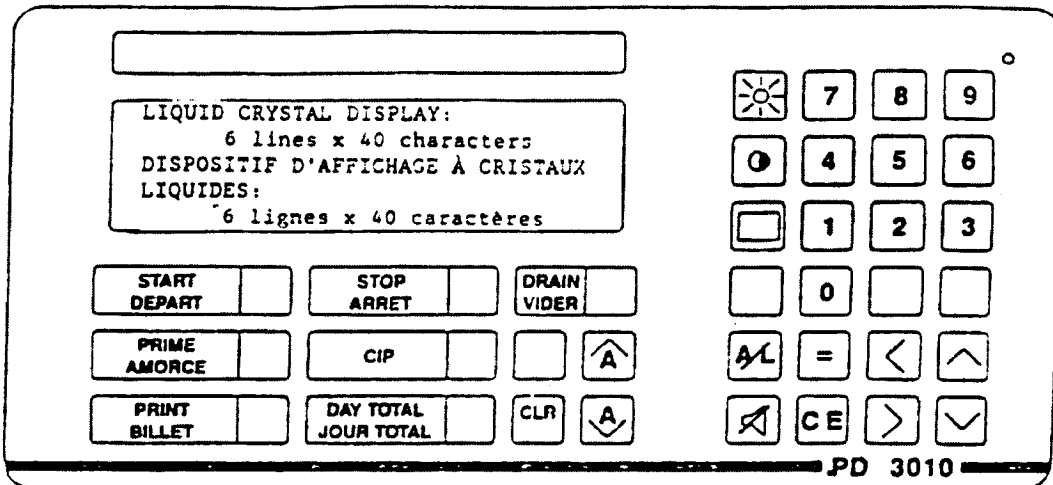 LIQUID CRYSTAL DISPLAY:
6 lines x 40 characters
DISPOSITIF D'AFFICHAGE À CRISTAUX
LIQUIDES:
6 lignes x 40 caractères
7 8 9
4 5 6
1 2 3
0
A/L =
CE
START
DEPART
STOP
ARRET
DRAIN
VIDER
PRIME
AMORCE
CIP
A
PRINT
BILLET
DAY TOTAL
JOUR TOTAL
CLR
A
PD 3010